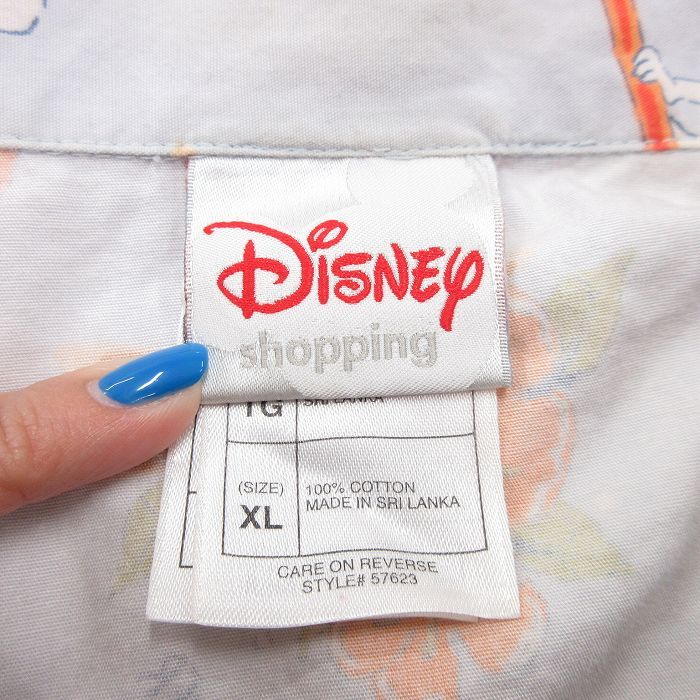 Disney
shopping
TG
SRI LANKA
(SIZE)
XL
100% COTTON
MADE IN SRI LANKA
CARE ON REVERSE
STYLE# 57623